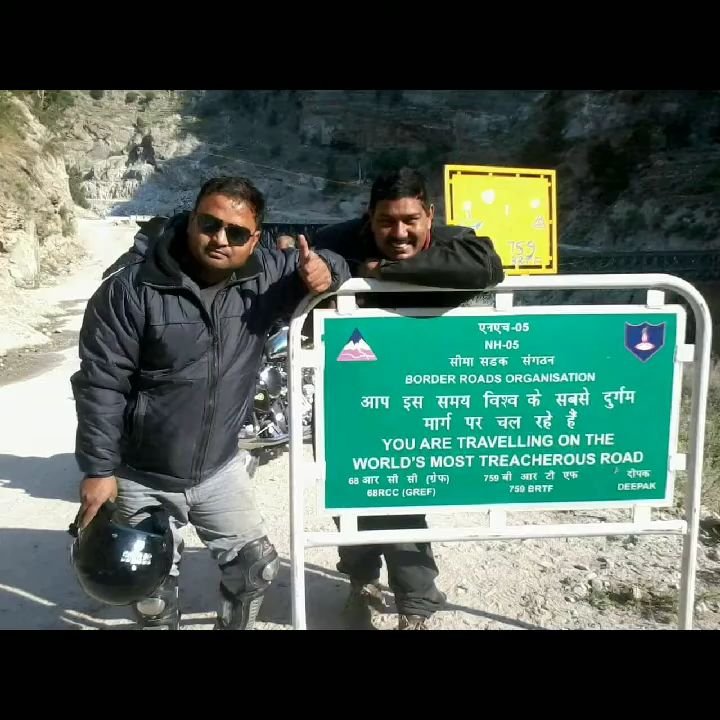 एनएच-05
NH-05
सीमा सडक संगठन
BORDER ROADS ORGANISATION
आप इस समय विश्व के सबसे दुर्गम
मार्ग पर चल रहे हैं
YOU ARE TRAVELLING ON THE
WORLD'S MOST TREACHEROUS ROAD
68 आर सी सी (ग्रेफ) 759 बी आर टी एफ दीपक
68RCC (GREF) 759 BRTF DEEPAK